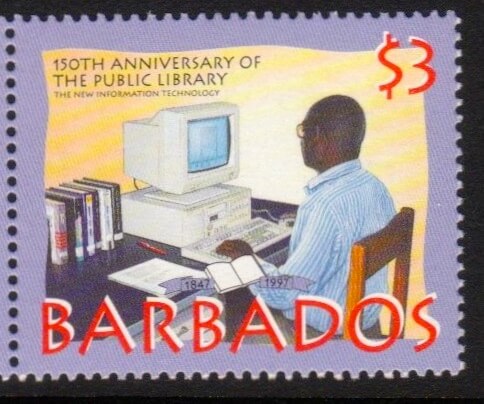 150TH ANNIVERSARY OF
THE PUBLIC LIBRARY
THE NEW INFORMATION TECHNOLOGY
$3
1847 1997
BARBADOS